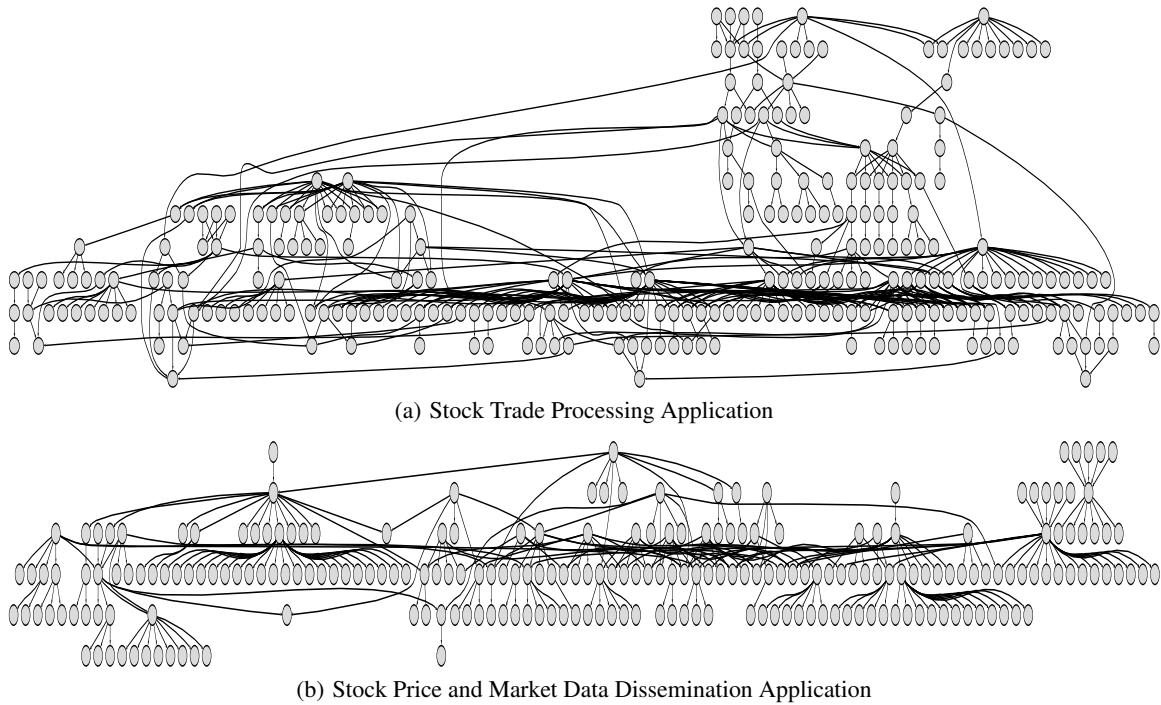 (a) Stock Trade Processing Application
(b) Stock Price and Market Data Dissemination Application